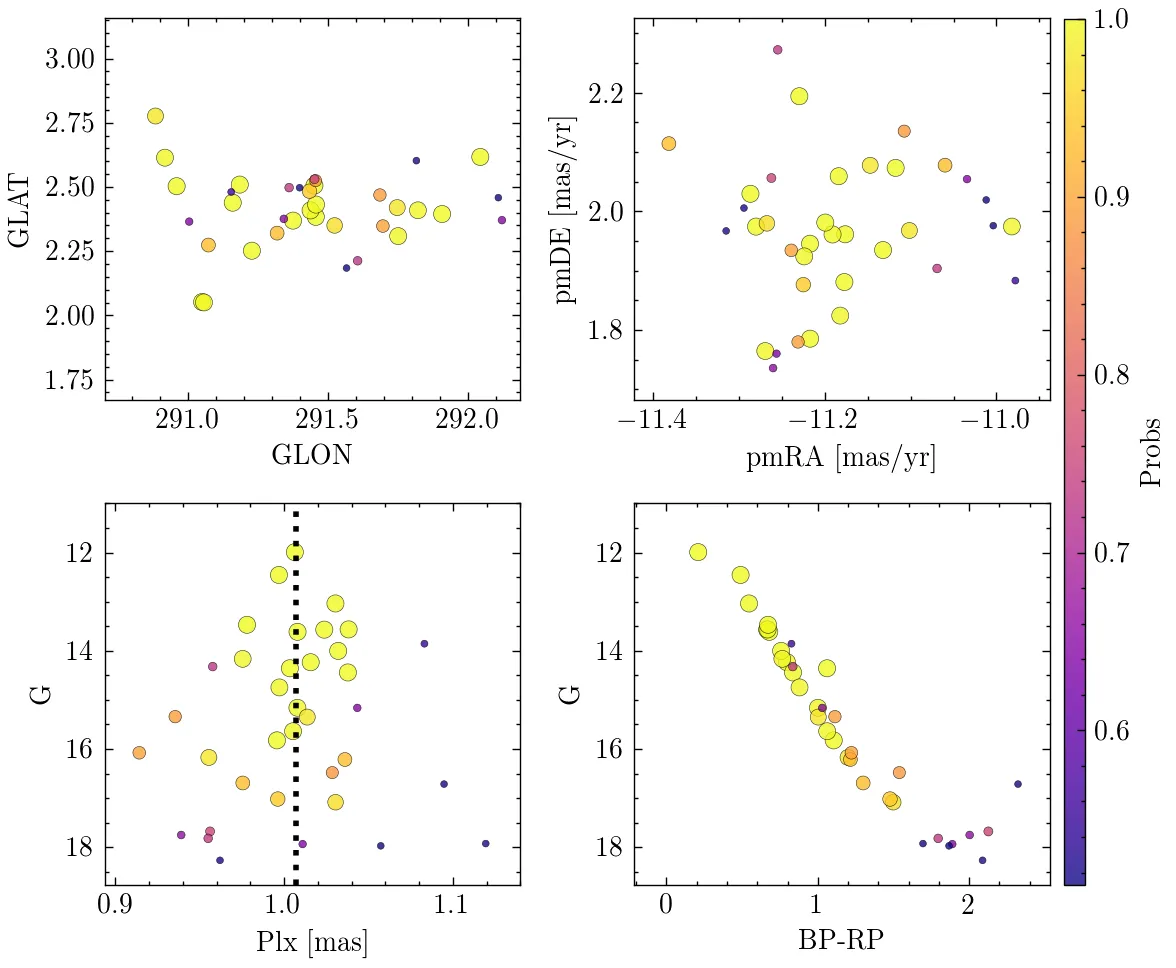 3.00
2.75
2.50
2.25
2.00
1.75
GLAT
291.0 291.5 292.0
GLON
2.2
2.0
1.8
pmDE [mas/yr]
−11.4 −11.2 −11.0
pmRA [mas/yr]
12
14
16
18
G
0.9 1.0 1.1
Plx [mas]
12
14
16
18
G
0 1 2
BP-RP
1.0
0.9
0.8
0.7
0.6
Probs